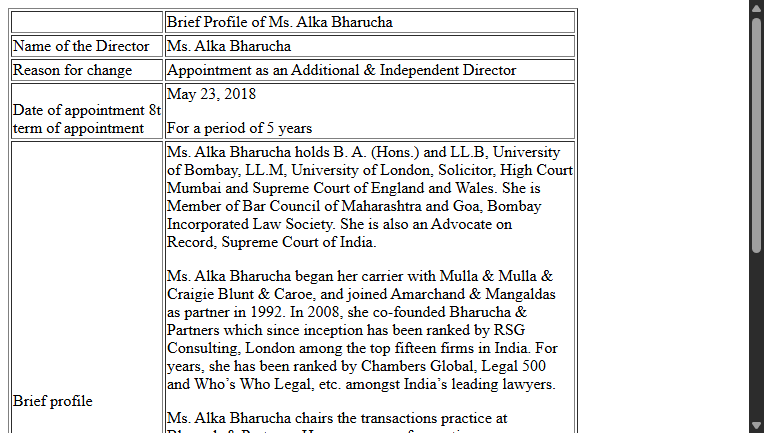 Brief Profile of Ms. Alka Bharucha
Name of the Director
Ms. Alka Bharucha
Reason for change
Appointment as an Additional & Independent Director
Date of appointment 8t
term of appointment
May 23, 2018
For a period of 5 years
Brief profile
Ms. Alka Bharucha holds B. A. (Hons.) and LL.B, University
of Bombay, LL.M, University of London, Solicitor, High Court
Mumbai and Supreme Court of England and Wales. She is
Member of Bar Council of Maharashtra and Goa, Bombay
Incorporated Law Society. She is also an Advocate on
Record, Supreme Court of India.
Ms. Alka Bharucha began her carrier with Mulla & Mulla &
Craigie Blunt & Caroe, and joined Amarchand & Mangaldas
as partner in 1992. In 2008, she co-founded Bharucha &
Partners which since inception has been ranked by RSG
Consulting, London among the top fifteen firms in India. For
years, she has been ranked by Chambers Global, Legal 500
and Who’s Who Legal, etc. amongst India’s leading lawyers.
Ms. Alka Bharucha chairs the transactions practice at